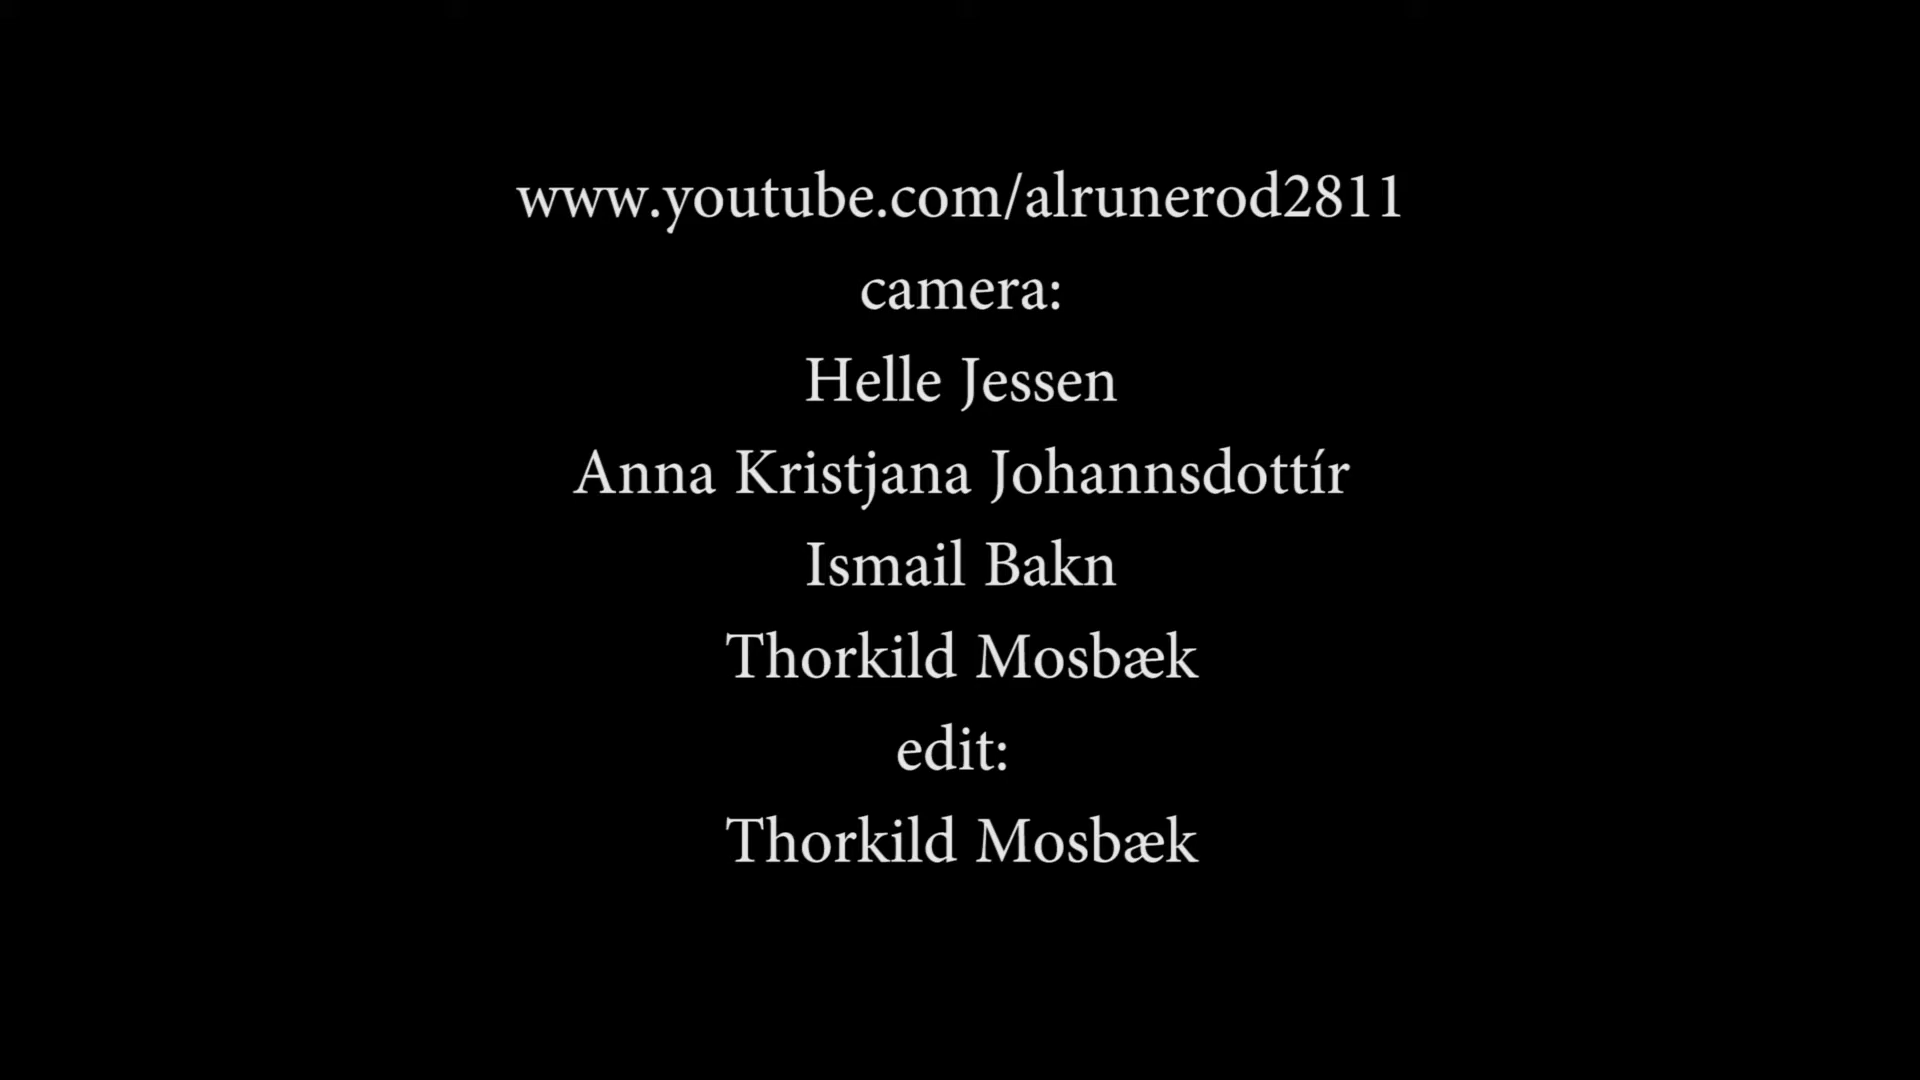 www.youtube.com/alrunerod2811
camera:
Helle Jessen
Anna Kristjana Johannsdottír
Ismail Bakn
Thorkild Mosbæk
edit:
Thorkild Mosbæk